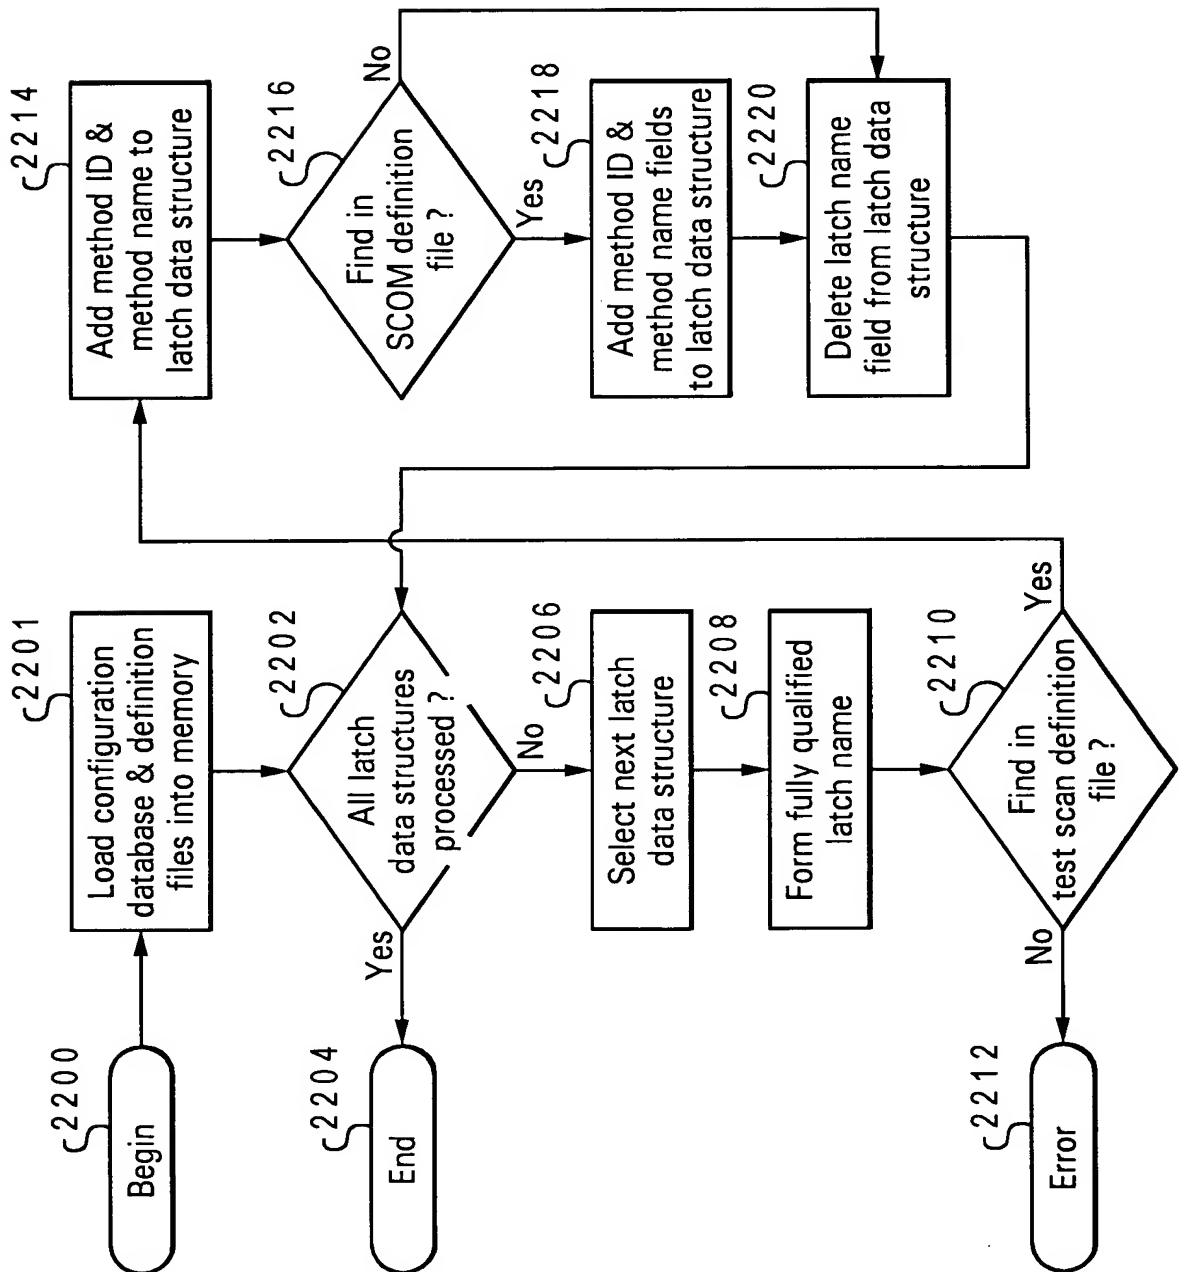 2200
Begin
2201
Load configuration
database & definition
files into memory
2202
All latch
data structures
processed ?
Yes
No
2204
End
2206
Select next latch
data structure
2208
Form fully qualified
latch name
2210
Find in
test scan definition
file ?
No
Yes
2212
Error
2214
Add method ID &
method name to
latch data structure
2216
Find in
SCOM definition
file ?
No
Yes
2218
Add method ID &
method name fields
to latch data structure
2220
Delete latch name
field from latch data
structure